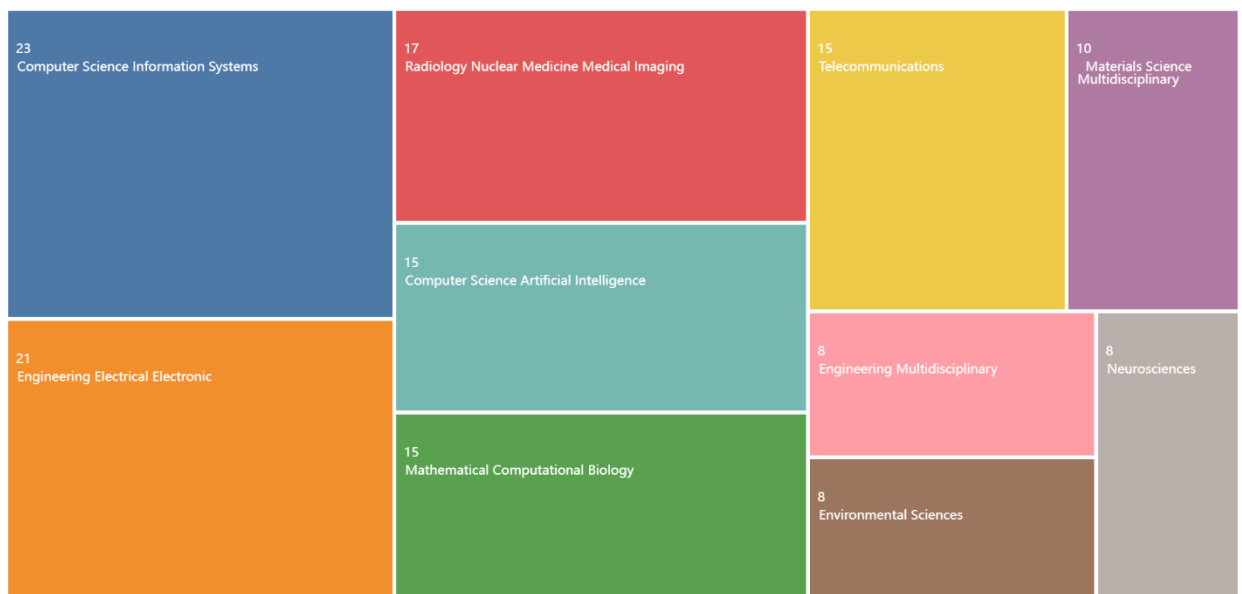 23
Computer Science Information Systems
21
Engineering Electrical Electronic
17
Radiology Nuclear Medicine Medical Imaging
15
Computer Science Artificial Intelligence
15
Mathematical Computational Biology
15
Telecommunications
10
Materials Science
Multidisciplinary
8
Engineering Multidisciplinary
8
Environmental Sciences
8
Neurosciences